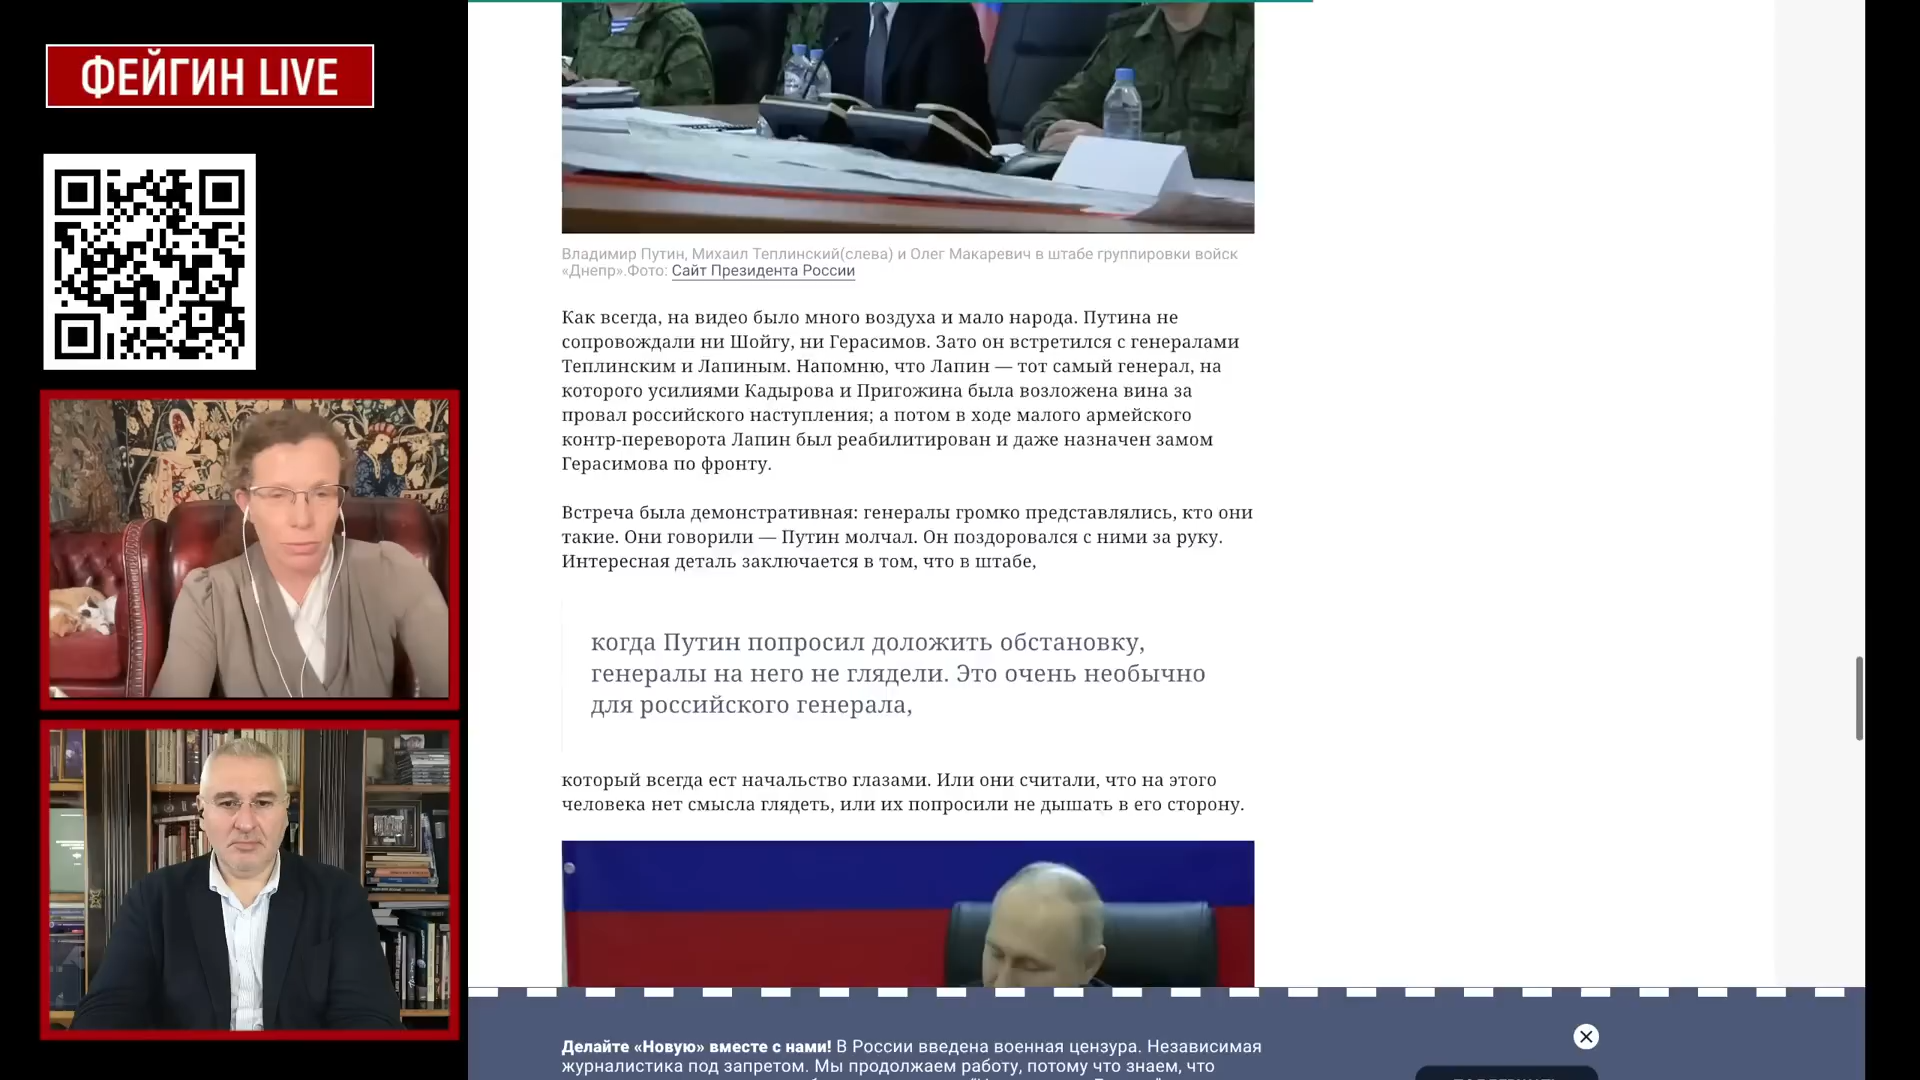 ФЕЙГИН LIVE
Владимир Путин, Михаил Теплинский(слева) и Олег Макаревич в штабе группировки войск
«Днепр».Фото: Сайт Президента России
Как всегда, на видео было много воздуха и мало народа. Путина не
сопровождали ни Шойгу, ни Герасимов. Зато он встретился с генералами
Теплинским и Лапиным. Напомню, что Лапин — тот самый генерал, на
которого усилиями Кадырова и Пригожина была возложена вина за
провал российского наступления; а потом в ходе малого армейского
контр-переворота Лапин был реабилитирован и даже назначен замом
Герасимова по фронту.
Встреча была демонстративная: генералы громко представлялись, кто они
такие. Они говорили — Путин молчал. Он поздоровался с ними за руку.
Интересная деталь заключается в том, что в штабе,
когда Путин попросил доложить обстановку,
генералы на него не глядели. Это очень необычно
для российского генерала,
который всегда ест начальство глазами. Или они считали, что на этого
человека нет смысла глядеть, или их попросили не дышать в его сторону.
Делайте «Новую» вместе с нами! В России введена военная цензура. Независимая
журналистика под запретом. Мы продолжаем работу, потому что знаем, что